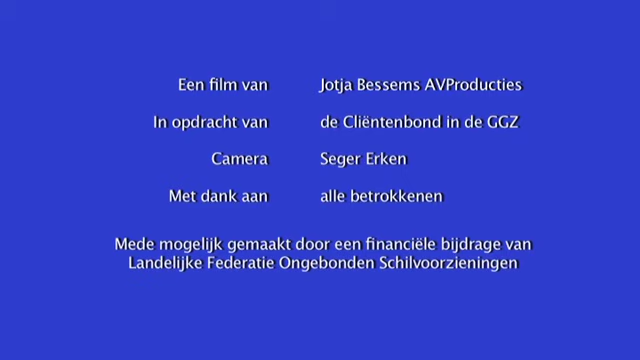 Een film van Jotja Bessems AVProducties
In opdracht van de Cliëntenbond in de GGZ
Camera Seger Erken
Met dank aan alle betrokkenen
Mede mogelijk gemaakt door een financiële bijdrage van
Landelijke Federatie Ongebonden Schilvoorzieningen